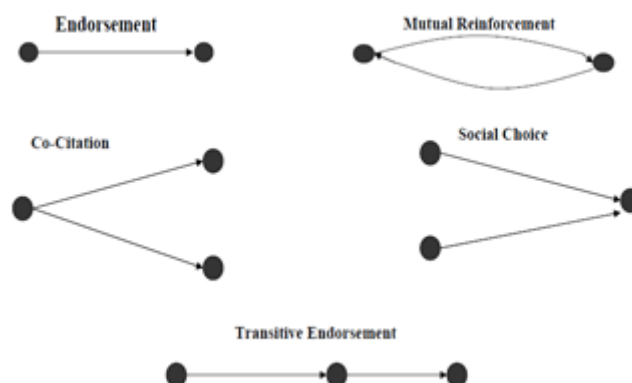 Endorsement
Mutual Reinforcement
Co-Citation
Social Choice
Transitive Endorsement